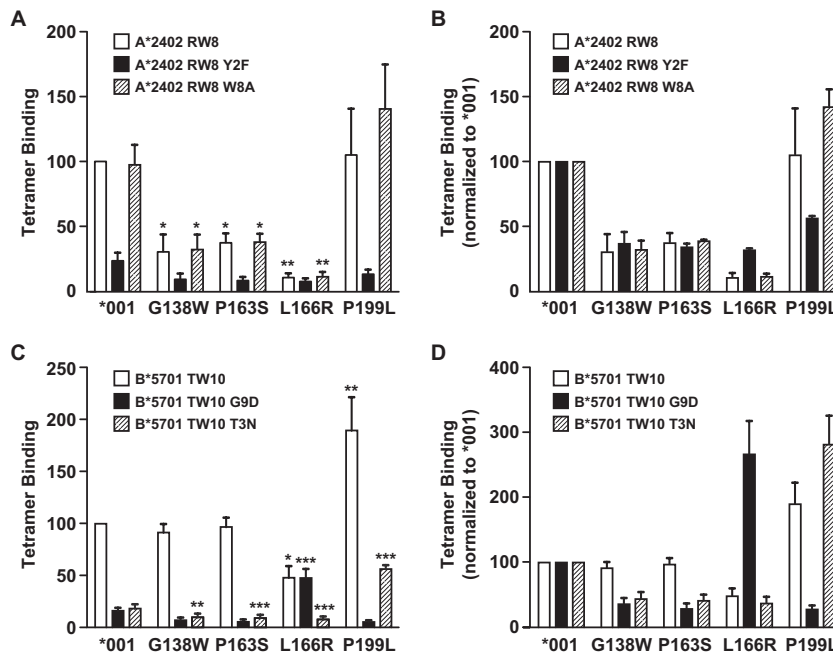 A
Tetramer Binding
200
150
100
50
0
A*2402 RW8
A*2402 RW8 Y2F
A*2402 RW8 W8A
* * * *
** **
*001 G138W P163S L166R P199L
B
Tetramer Binding
(normalized to *001)
200
150
100
50
0
A*2402 RW8
A*2402 RW8 Y2F
A*2402 RW8 W8A
*001 G138W P163S L166R P199L
C
Tetramer Binding
250
200
150
100
50
0
B*5701 TW10
B*5701 TW10 G9D
B*5701 TW10 T3N
**
* *** ***
** *** ***
*001 G138W P163S L166R P199L
D
Tetramer Binding
(normalized to *001)
400
300
200
100
0
B*5701 TW10
B*5701 TW10 G9D
B*5701 TW10 T3N
*001 G138W P163S L166R P199L